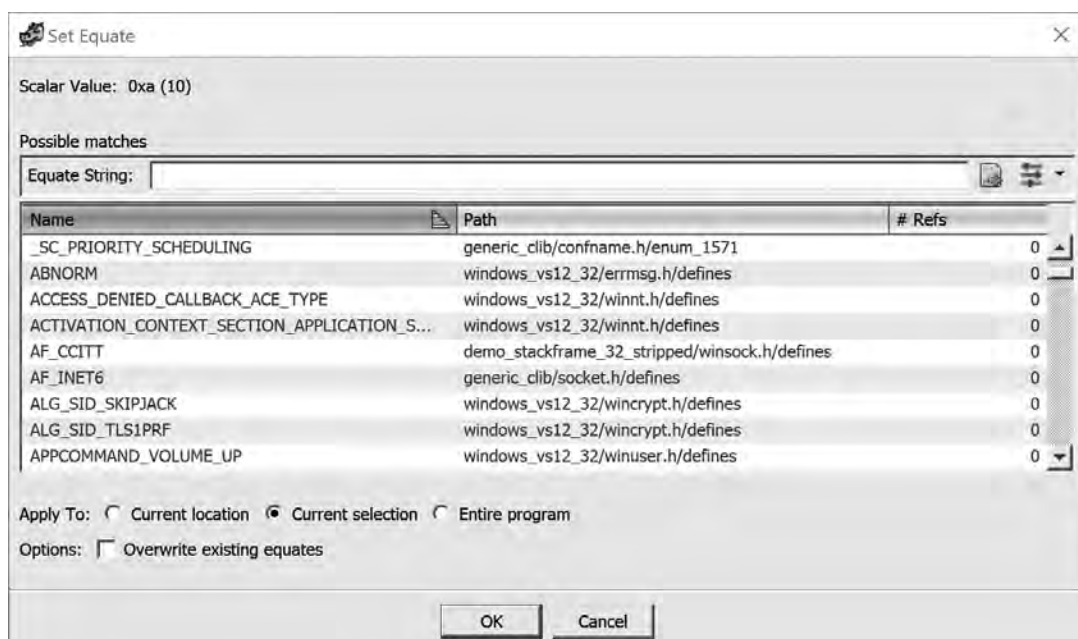 Set Equate
Scalar Value: 0xa (10)
Possible matches
Equate String:
Name Path # Refs
_SC_PRIORITY_SCHEDULING generic_clib/confname.h/enum_1571 0
ABNORM windows_vs12_32/errmsg.h/defines 0
ACCESS_DENIED_CALLBACK_ACE_TYPE windows_vs12_32/winnt.h/defines 0
ACTIVATION_CONTEXT_SECTION_APPLICATION_S... windows_vs12_32/winnt.h/defines 0
AF_CCITT demo_stackframe_32_stripped/winsock.h/defines 0
AF_INET6 generic_clib/socket.h/defines 0
ALG_SID_SKIPJACK windows_vs12_32/wincrypt.h/defines 0
ALG_SID_TLS1PRF windows_vs12_32/wincrypt.h/defines 0
APPCOMMAND_VOLUME_UP windows_vs12_32/winuser.h/defines 0
Apply To: Current location Current selection Entire program
Options: Overwrite existing equates
OK Cancel